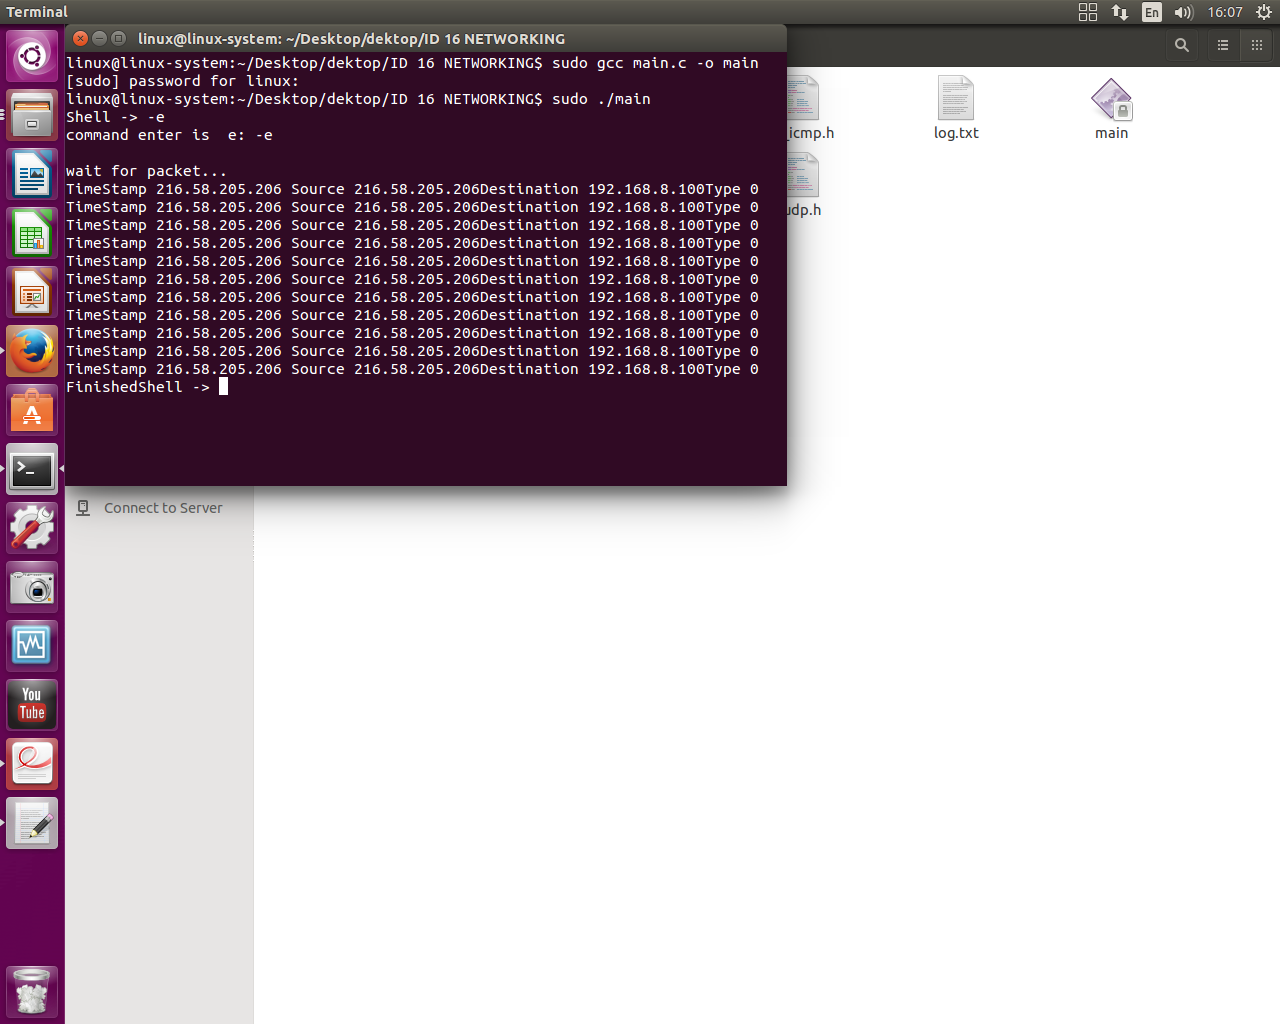 Terminal
En
16:07
linux@linux-system: ~/Desktop/dektop/ID 16 NETWORKING
linux@linux-system:~/Desktop/dektop/ID 16 NETWORKING$ sudo gcc main.c -o main
[sudo] password for linux:
linux@linux-system:~/Desktop/dektop/ID 16 NETWORKING$ sudo ./main
Shell -> -e
command enter is  e: -e
wait for packet...
TimeStamp 216.58.205.206 Source 216.58.205.206Destination 192.168.8.100Type 0
TimeStamp 216.58.205.206 Source 216.58.205.206Destination 192.168.8.100Type 0
TimeStamp 216.58.205.206 Source 216.58.205.206Destination 192.168.8.100Type 0
TimeStamp 216.58.205.206 Source 216.58.205.206Destination 192.168.8.100Type 0
TimeStamp 216.58.205.206 Source 216.58.205.206Destination 192.168.8.100Type 0
TimeStamp 216.58.205.206 Source 216.58.205.206Destination 192.168.8.100Type 0
TimeStamp 216.58.205.206 Source 216.58.205.206Destination 192.168.8.100Type 0
TimeStamp 216.58.205.206 Source 216.58.205.206Destination 192.168.8.100Type 0
TimeStamp 216.58.205.206 Source 216.58.205.206Destination 192.168.8.100Type 0
TimeStamp 216.58.205.206 Source 216.58.205.206Destination 192.168.8.100Type 0
TimeStamp 216.58.205.206 Source 216.58.205.206Destination 192.168.8.100Type 0
FinishedShell ->
_icmp.h
log.txt
main
udp.h
Connect to Server
You
Tube